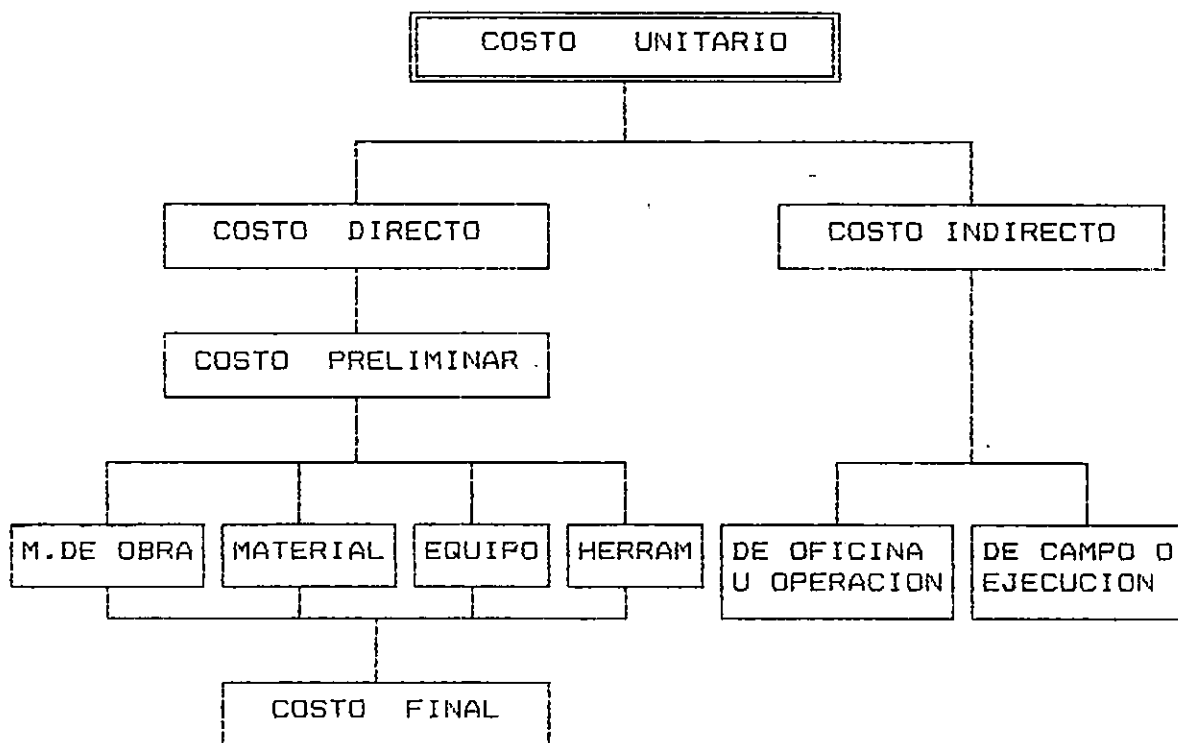 COSTO UNITARIO
COSTO DIRECTO
COSTO INDIRECTO
COSTO PRELIMINAR
M.DE OBRA
MATERIAL
EQUIPO
HERRAM
DE OFICINA
U OPERACION
DE CAMPO O
EJECUCION
COSTO FINAL